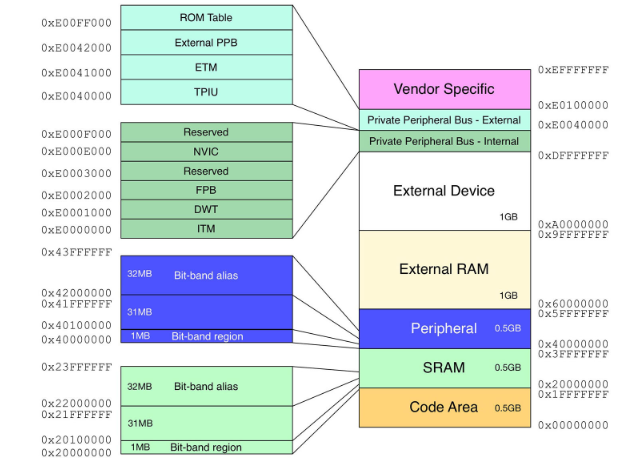 0xE00FF000
ROM Table
0xE0042000
External PPB
0xE0041000
ETM
0xE0040000
TPIU
0xE000F000
Reserved
0xE000E000
NVIC
0xE0003000
Reserved
FPB
0xE0002000
DWT
0xE0001000
ITM
0xE0000000
0x43FFFFFF
32MB Bit-band alias
0x42000000
0x41FFFFFF
31MB
0x40100000
1MB Bit-band region
0x40000000
0x23FFFFFF
32MB Bit-band alias
0x22000000
0x21FFFFFF
31MB
0x20100000
1MB Bit-band region
0x20000000
0xEFFFFFFF
Vendor Specific
0xE0100000
Private Peripheral Bus - External
0xE0040000
Private Peripheral Bus - Internal
0xDFFFFFFF
External Device
1GB
0xA0000000
0x9FFFFFFF
External RAM
1GB
0x60000000
0x5FFFFFFF
Peripheral 0.5GB
0x40000000
0x3FFFFFFF
SRAM 0.5GB
0x20000000
0x1FFFFFFF
Code Area 0.5GB
0x00000000